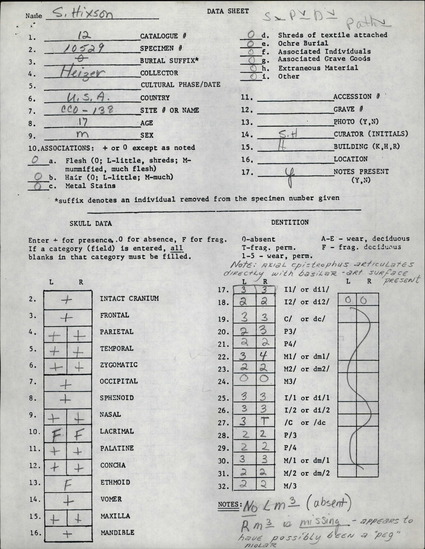 Name S. Hixson
DATA SHEET
1. 12 CATALOGUE #
2. 10529 SPECIMEN #
3. 0 BURIAL SUFFIX*
4. Heizer COLLECTOR
5. CULTURAL PHASE/DATE
6. U.S.A. COUNTRY
7. CCO-138 SITE # OR NAME
8. 17 AGE
9. m SEX
10. ASSOCIATIONS: + or 0 except as noted
0 a. Flesh (0; L-little, shreds; M-mummified, much flesh)
0 b. Hair (0; L-little; M-much)
0 c. Metal Stains
0 d. Shreds of textile attached
0 e. Ochre Burial
0 f. Associated Individuals
0 g. Associated Grave Goods
0 h. Extraneous Material
0 i. Other
11. ACCESSION #
12. GRAVE #
13. PHOTO (Y,N)
14. S.H CURATOR (INITIALS)
15. BUILDING (K,H,R)
16. LOCATION
17. y NOTES PRESENT (Y,N)
*suffix denotes an individual removed from the specimen number given
SKULL DATA
Enter + for presence, 0 for absence, F for frag.
If a category (field) is entered, all
blanks in that category must be filled.
L R
2. + INTACT CRANIUM
3. + FRONTAL
4. + + PARIETAL
5. + + TEMPORAL
6. + + ZYGOMATIC
7. + OCCIPITAL
8. + SPHENOID
9. + + NASAL
10. F F LACRIMAL
11. + + PALATINE
12. + + CONCHA
13. F ETHMOID
14. + VOMER
15. + + MAXILLA
16. + MANDIBLE
DENTITION
0-absent A-E - wear, deciduous
T-frag. perm. F - frag. deciduous
1-5 - wear, perm.
Note: axial epistrophus articulates
directly with basilar - art surface
present
L R L R
17. 3 3 I1/ or di1/
18. 2 2 I2/ or di2/ 0 0
19. 3 3 C/ or dc/
20. 2 3 P3/
21. 2 2 P4/
22. 3 4 M1/ or dm1/
23. 2 2 M2/ or dm2/
24. 0 0 M3/
25. 3 3 I/1 or di/1
26. 3 3 I/2 or di/2
27. 3 T /C or /dc
28. 2 2 P/3
29. 2 2 P/4
30. 3 3 M/1 or dm/1
31. 2 2 M/2 or dm/2
32. 2 2 M/3
NOTES: No Lm3 (absent)
Rm3 is missing - appears to
have possibly been a "peg"
molar